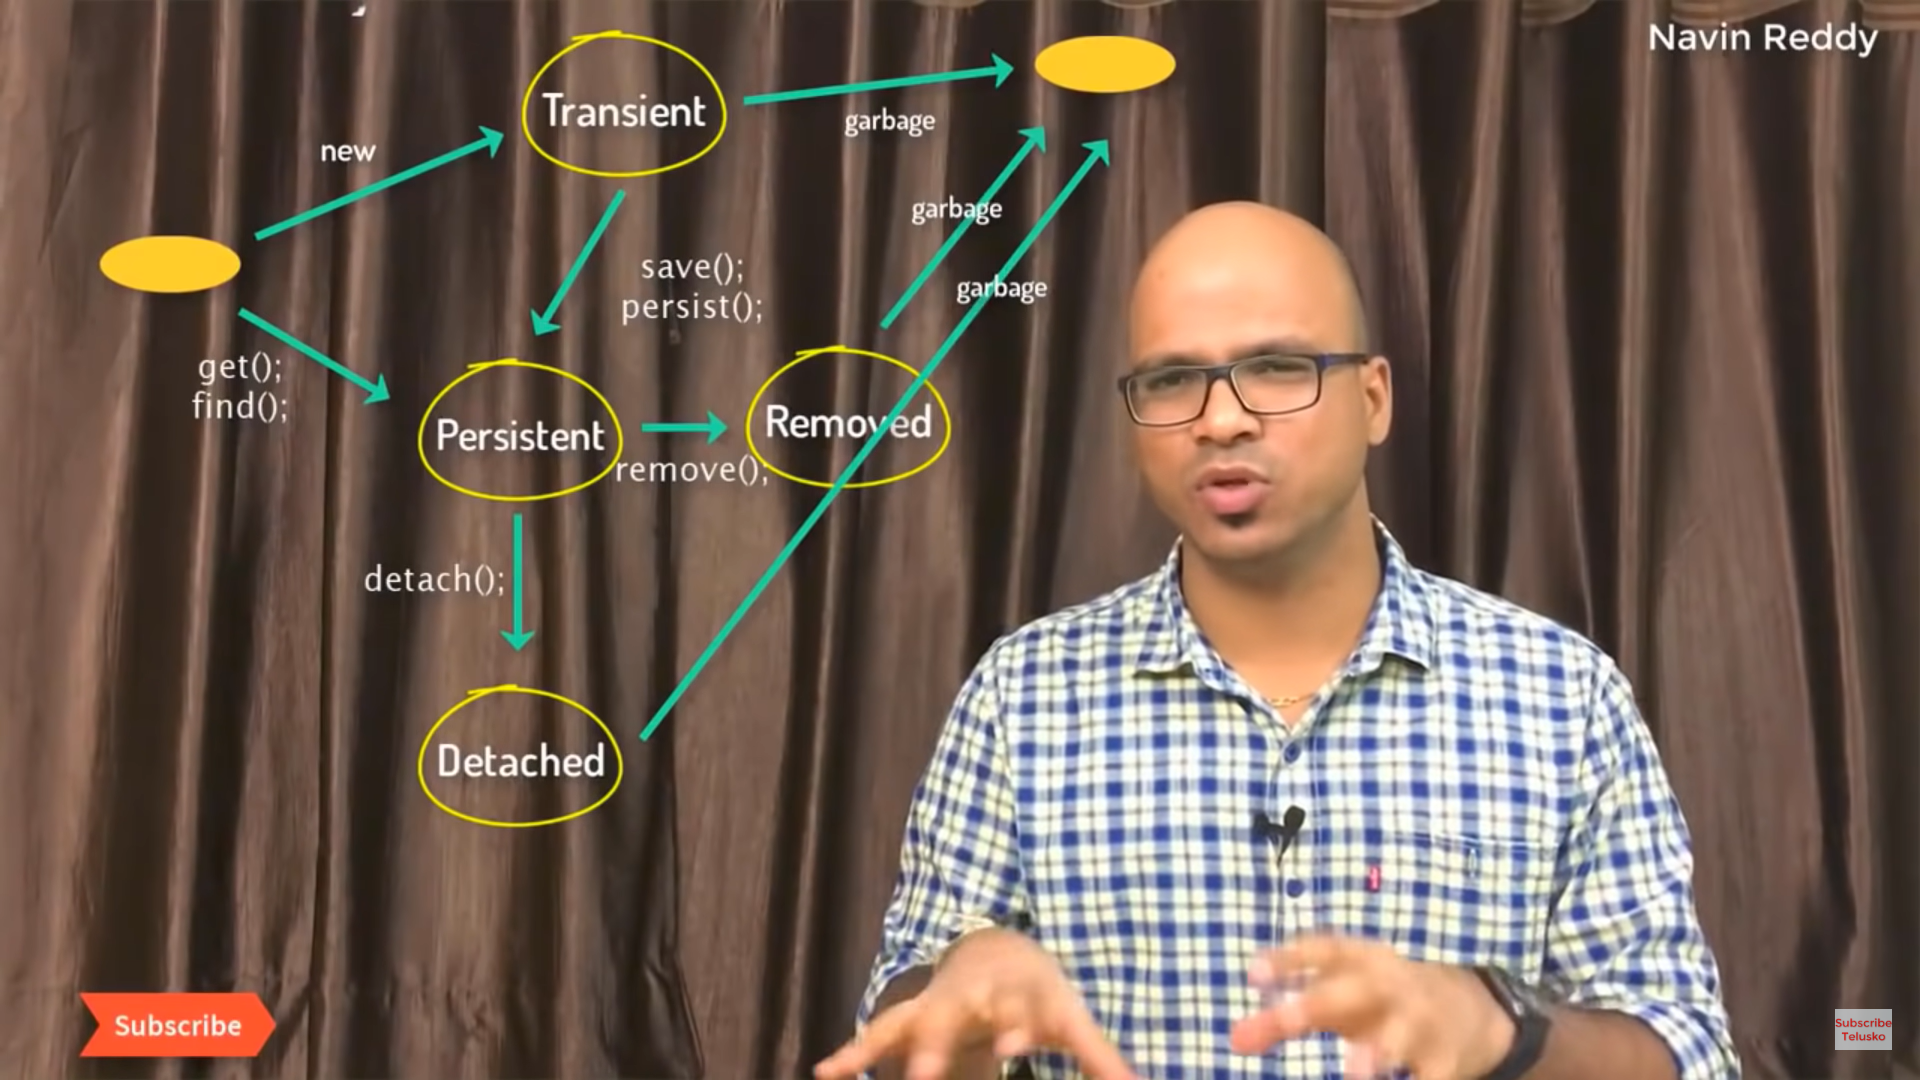 Navin Reddy
Transient
garbage
new
garbage
save();
persist();
garbage
get();
find();
Persistent
Removed
remove();
detach();
Detached
Subscribe
Subscribe
Telusko